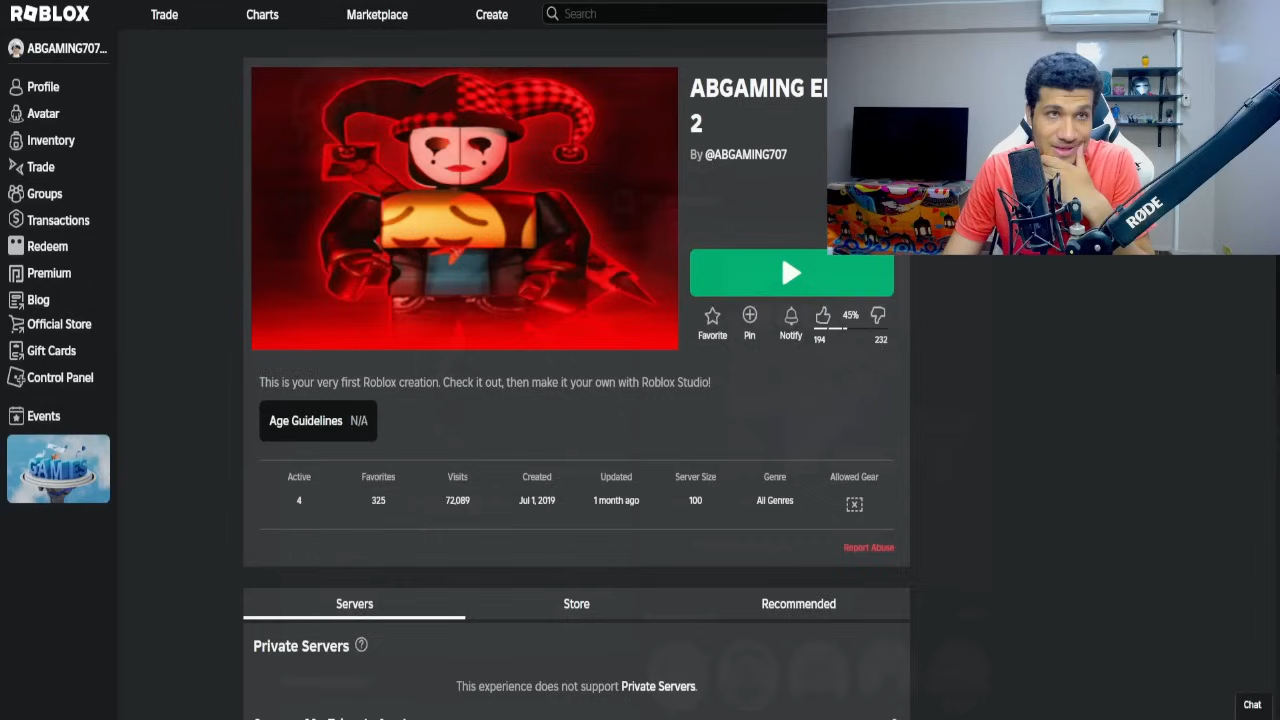 ROBLOX
Trade
Charts
Marketplace
Create
Search
ABGAMING707...
Profile
Avatar
Inventory
Trade
Groups
Transactions
Redeem
Premium
Blog
Official Store
Gift Cards
Control Panel
Events
GAMES
ABGAMING
2
By @ABGAMING707
RØDE
45%
Favorite
Pin
Notify
194
232
This is your very first Roblox creation. Check it out, then make it your own with Roblox Studio!
Age Guidelines N/A
Active
Favorites
Visits
Created
Updated
Server Size
Genre
Allowed Gear
4
325
72,089
Jul 1, 2019
1 month ago
100
All Genres
Report Abuse
Servers
Store
Recommended
Private Servers
This experience does not support Private Servers.
Chat